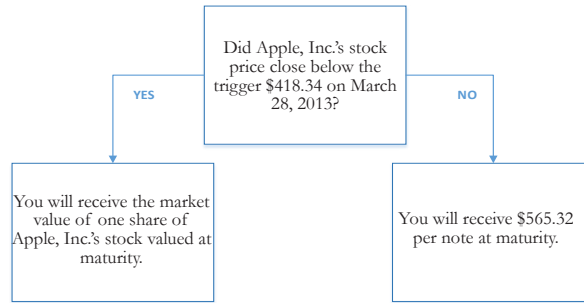 Did Apple, Inc.'s stock
price close below the
trigger $418.34 on March
28, 2013?
YES
NO
You will receive the market
value of one share of
Apple, Inc.'s stock valued at
maturity.
You will receive $565.32
per note at maturity.